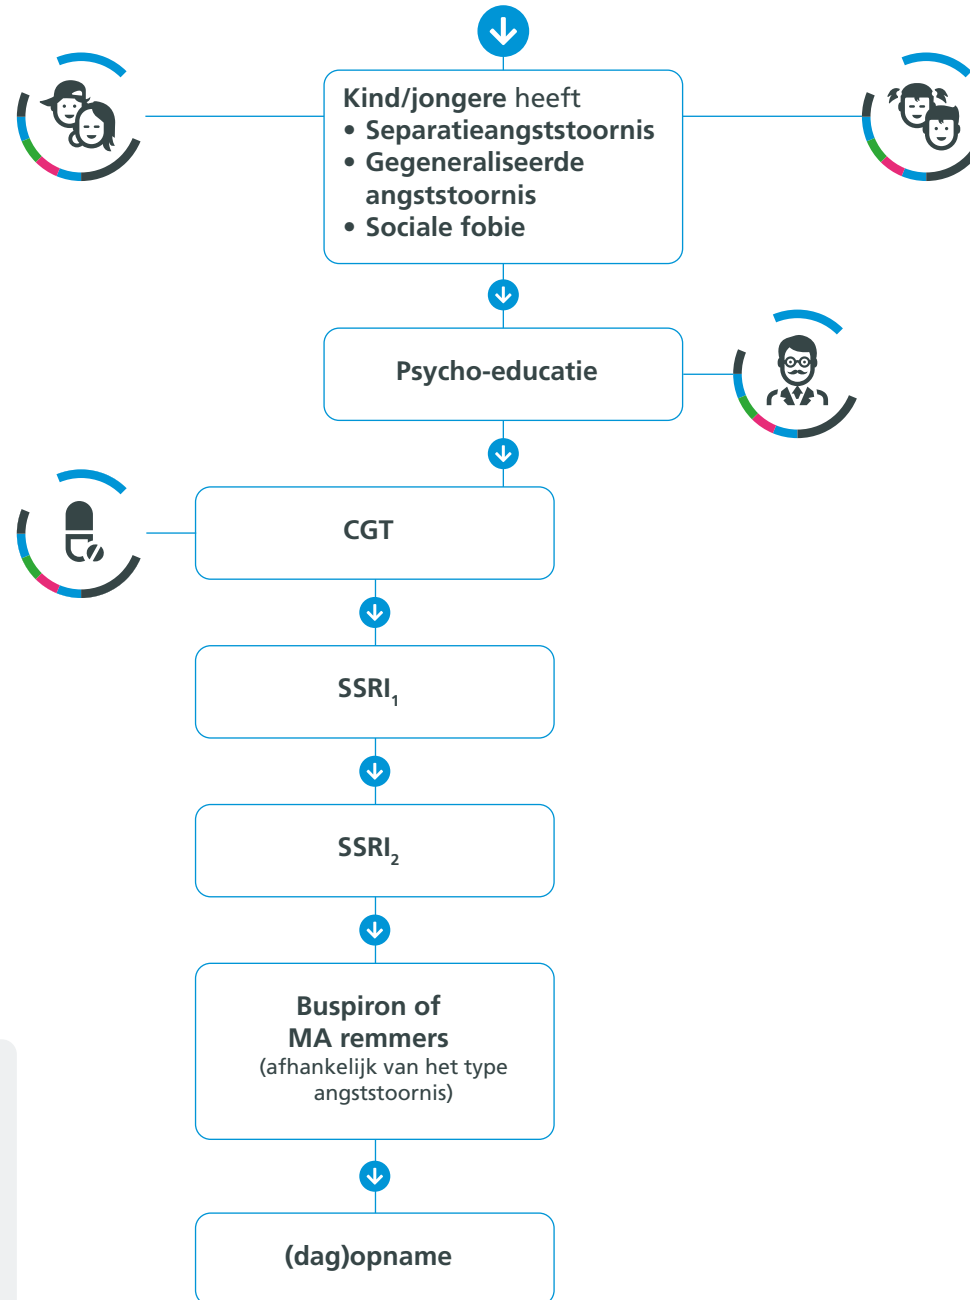 Kind/jongere heeft
• Separatieangststoornis
• Gegeneraliseerde
angststoornis
• Sociale fobie
Psycho-educatie
CGT
SSRI₁
SSRI₂
Buspiron of
MA remmers
(afhankelijk van het type
angststoornis)
(dag)opname